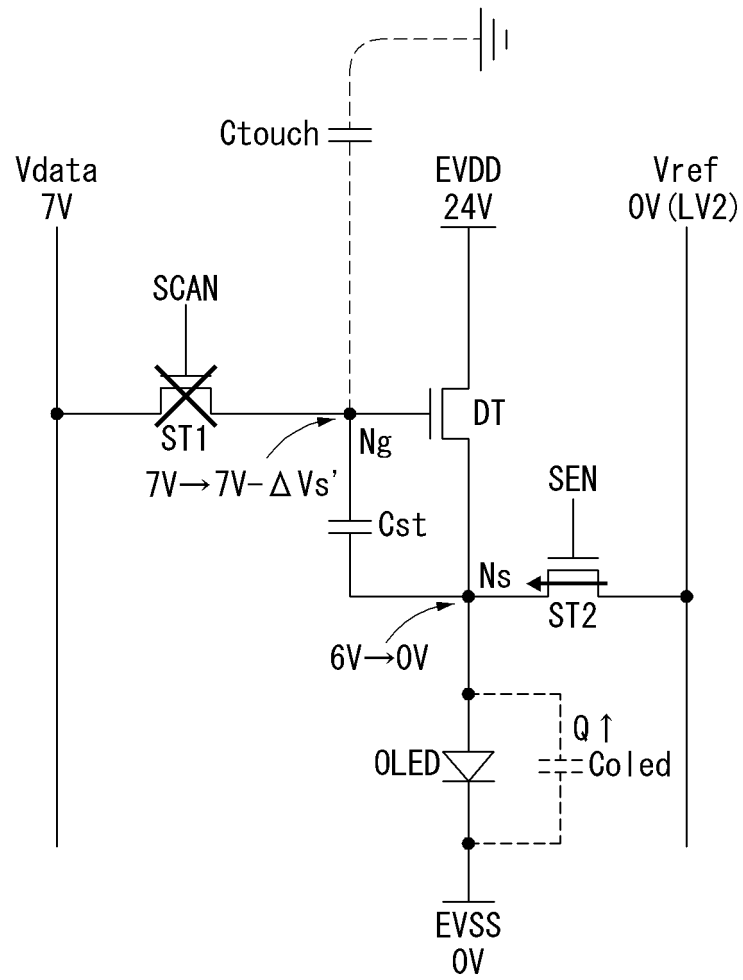 Ctouch
Vdata
7V
EVDD
24V
Vref
0V(LV2)
SCAN
ST1
Ng
DT
7V→7V-ΔVs'
Cst
SEN
Ns
ST2
6V→0V
Q↑
OLED
Coled
EVSS
0V